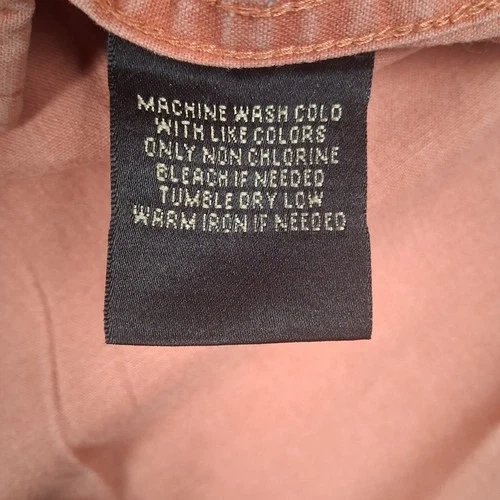 MACHINE WASH COLD
WITH LIKE COLORS
ONLY NON CHLORINE
BLEACH IF NEEDED
TUMBLE DRY LOW
WARM IRON IF NEEDED